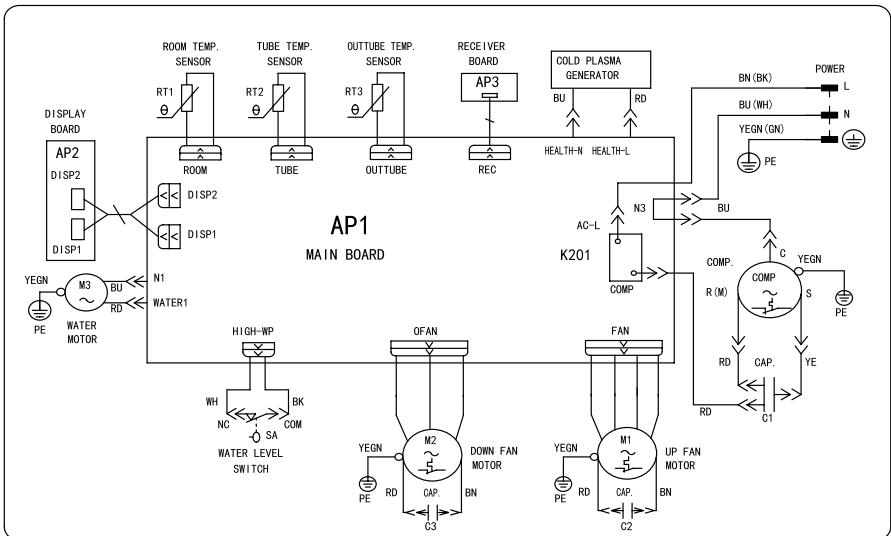 ROOM TEMP.
SENSOR
TUBE TEMP.
SENSOR
OUTTUBE TEMP.
SENSOR
RECEIVER
BOARD
COLD PLASMA
GENERATOR
POWER
RT1
θ
RT2
θ
RT3
θ
AP3
BU
RD
BN(BK)
L
BU(WH)
N
YEGN(GN)
PE
DISPLAY
BOARD
AP2
DISP2
DISP1
DISP2
DISP1
ROOM
TUBE
OUTTUBE
REC
HEALTH-N
HEALTH-L
AP1
MAIN BOARD
AC-L
K201
COMP
N3
BU
COMP.
C
YEGN
COMP
R(M)
S
PE
YEGN
M3
BU
N1
RD
WATER1
PE
WATER
MOTOR
RD
CAP.
YE
RD
C1
HIGH-WP
OFAN
FAN
WH
BK
NC
COM
SA
WATER LEVEL
SWITCH
YEGN
M2
DOWN FAN
MOTOR
PE
RD
CAP.
BN
C3
YEGN
M1
UP FAN
MOTOR
PE
RD
CAP.
BN
C2